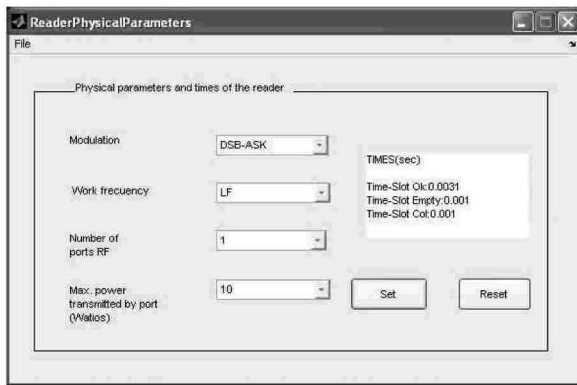 ReaderPhysicalParameters
File
Physical parameters and times of the reader
Modulation
DSB-ASK
Work frecuency
LF
Number of
ports RF
1
Max. power
transmitted by port
(Watios)
10
TIMES(sec)
Time-Slot Ok:0.0031
Time-Slot Empty:0.001
Time-Slot Col:0.001
Set
Reset